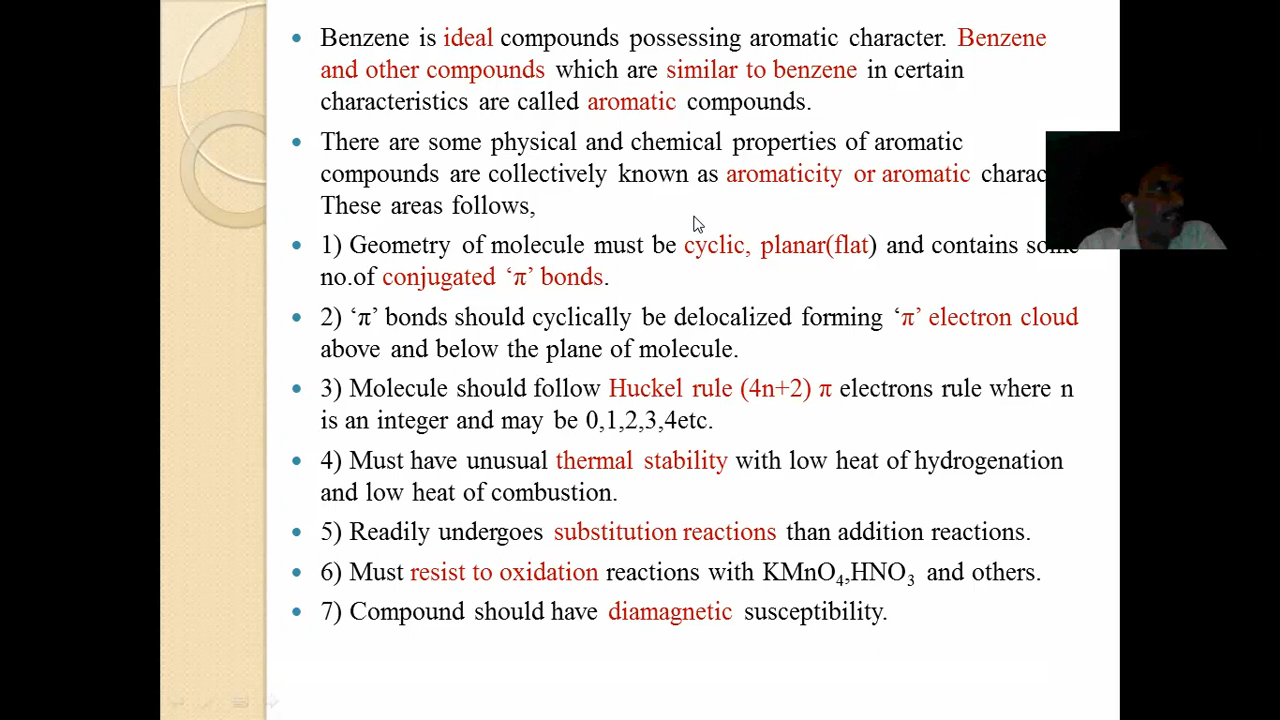 Benzene is ideal compounds possessing aromatic character. Benzene
and other compounds which are similar to benzene in certain
characteristics are called aromatic compounds.
There are some physical and chemical properties of aromatic
compounds are collectively known as aromaticity or aromatic
These areas follows,
1) Geometry of molecule must be cyclic, planar(flat) and contains some
no.of conjugated ‘π’ bonds.
2) ‘π’ bonds should cyclically be delocalized forming ‘π’ electron cloud
above and below the plane of molecule.
3) Molecule should follow Huckel rule (4n+2) π electrons rule where n
is an integer and may be 0,1,2,3,4etc.
4) Must have unusual thermal stability with low heat of hydrogenation
and low heat of combustion.
5) Readily undergoes substitution reactions than addition reactions.
6) Must resist to oxidation reactions with KMnO₄,HNO₃ and others.
7) Compound should have diamagnetic susceptibility.